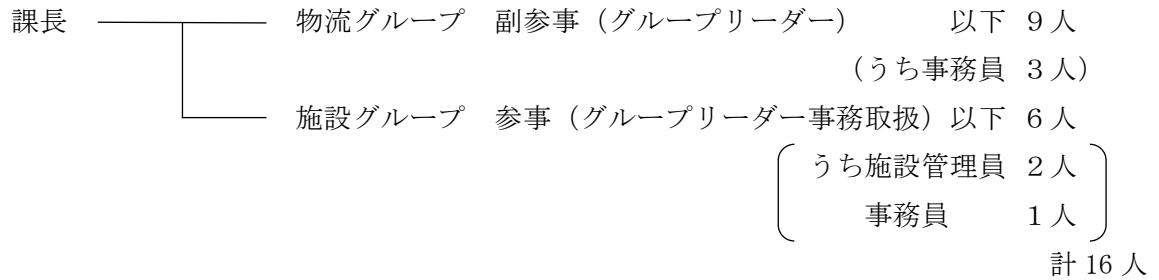 課長 物流グループ 副参事（グループリーダー） 以下 ９人
（うち事務員 ３人）
施設グループ 参事（グループリーダー事務取扱）以下 ６人
うち施設管理員 ２人
事務員 １人
計 16 人